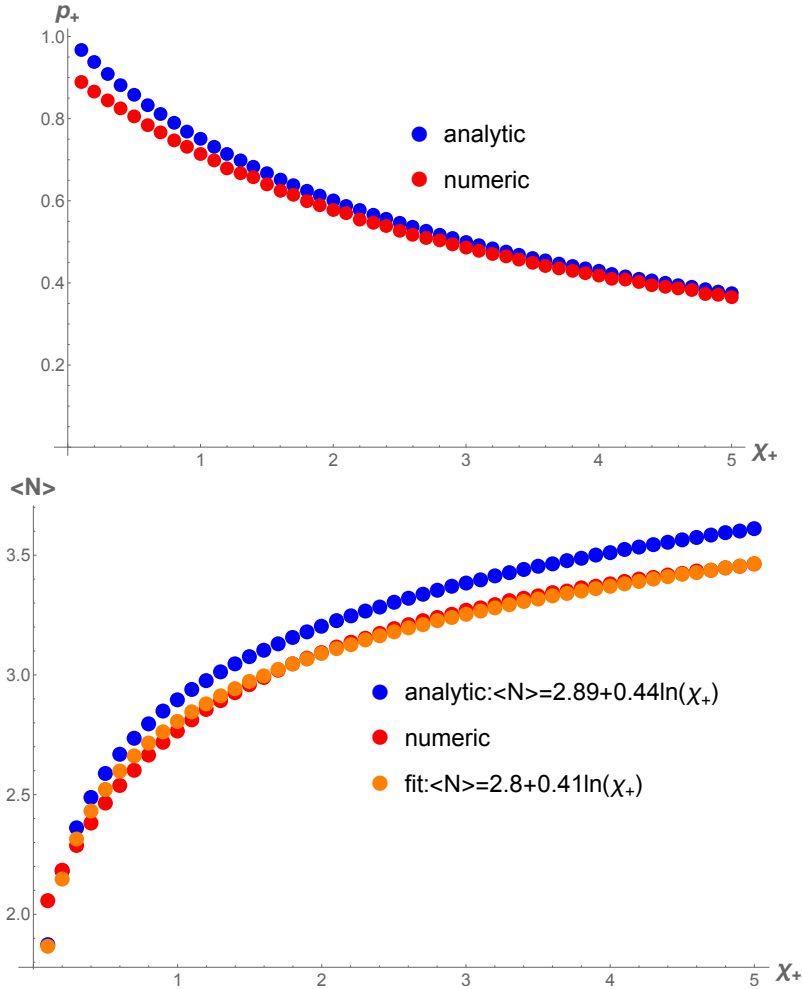 p+
1.0
0.8
analytic
0.6
numeric
0.4
0.2
1 2 3 4 5 χ+
<N>
3.5
3.0
analytic:<N>=2.89+0.44ln(χ+)
numeric
2.5
fit:<N>=2.8+0.41ln(χ+)
2.0
1 2 3 4 5 χ+